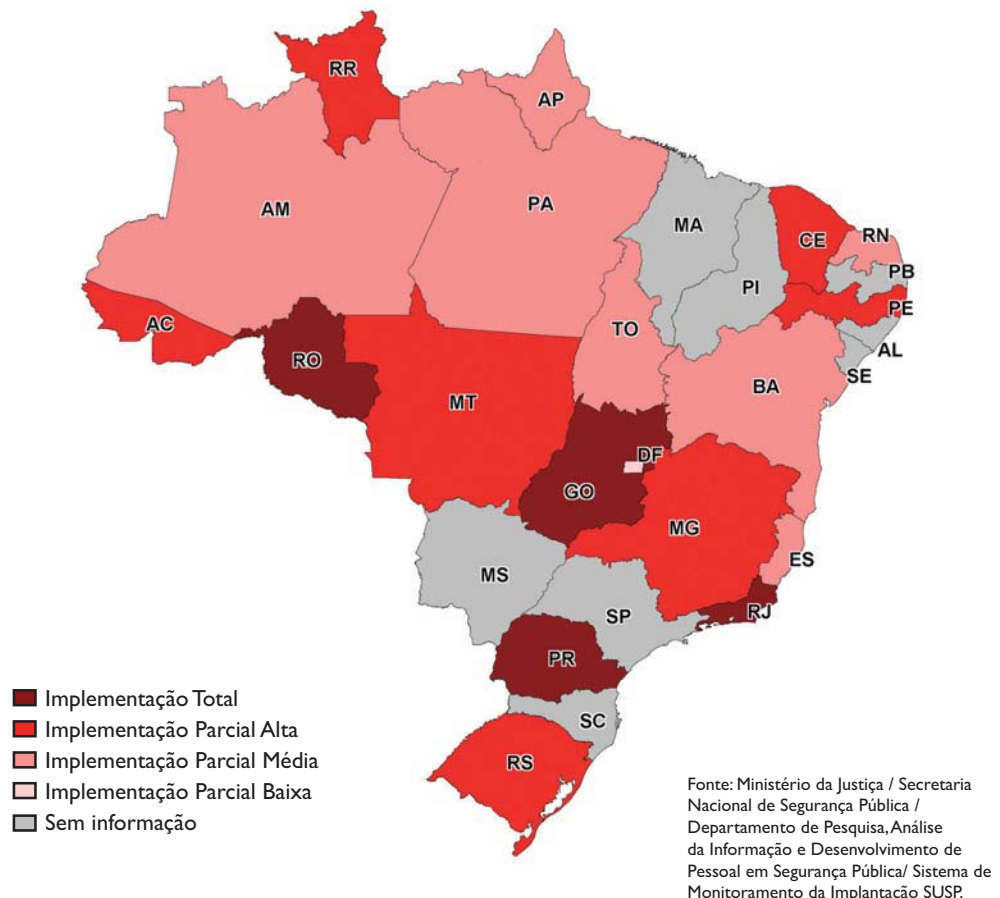 RR
AP
AM
PA
MA
CE
RN
PB
PI
PE
AC
TO
AL
RO
SE
BA
MT
DF
GO
MG
ES
MS
SP
RJ
PR
SC
RS
Implementação Total
Implementação Parcial Alta
Implementação Parcial Média
Implementação Parcial Baixa
Sem informação
Fonte: Ministério da Justiça / Secretaria
Nacional de Segurança Pública /
Departamento de Pesquisa, Análise
da Informação e Desenvolvimento de
Pessoal em Segurança Pública/ Sistema de
Monitoramento da Implantação SUSP.